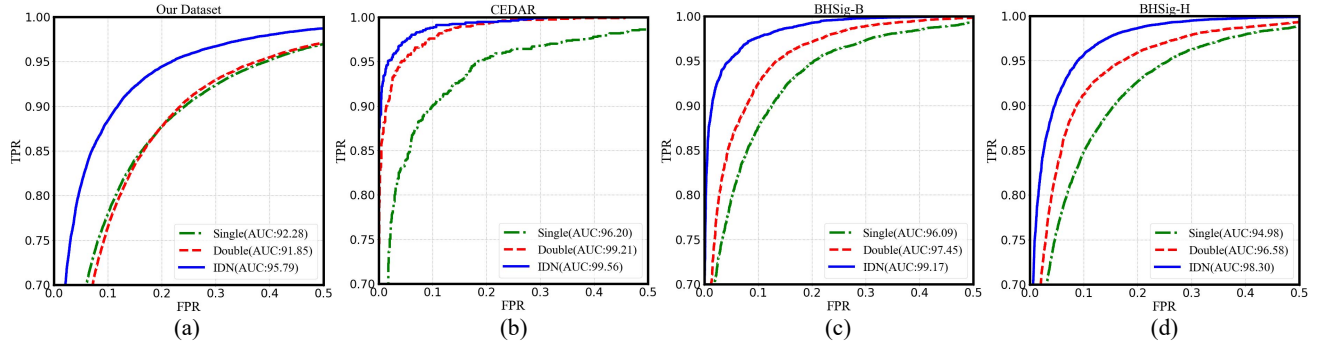 Our Dataset
1.00
0.95
0.90
0.85
0.80
0.75
0.70
TPR
0.0 0.1 0.2 0.3 0.4 0.5
FPR
Single(AUC:92.28)
Double(AUC:91.85)
IDN(AUC:95.79)
(a)
CEDAR
1.00
0.95
0.90
0.85
0.80
0.75
0.70
TPR
0.0 0.1 0.2 0.3 0.4 0.5
FPR
Single(AUC:96.20)
Double(AUC:99.21)
IDN(AUC:99.56)
(b)
BHSig-B
1.00
0.95
0.90
0.85
0.80
0.75
0.70
TPR
0.0 0.1 0.2 0.3 0.4 0.5
FPR
Single(AUC:96.09)
Double(AUC:97.45)
IDN(AUC:99.17)
(c)
BHSig-H
1.00
0.95
0.90
0.85
0.80
0.75
0.70
TPR
0.0 0.1 0.2 0.3 0.4 0.5
FPR
Single(AUC:94.98)
Double(AUC:96.58)
IDN(AUC:98.30)
(d)